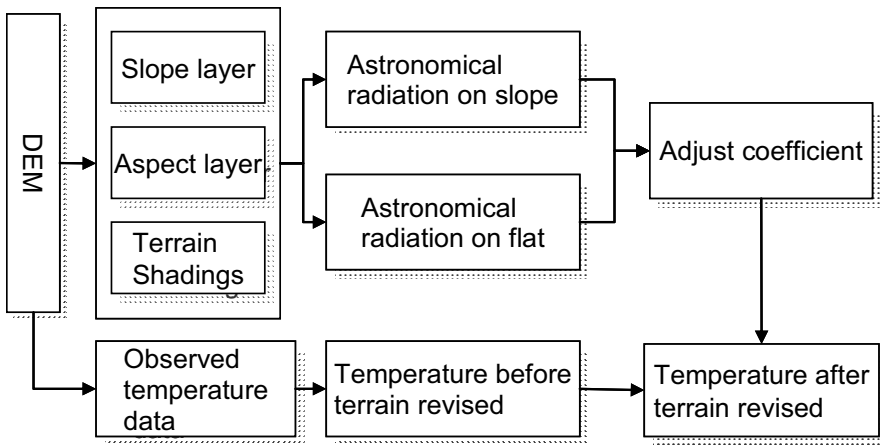 DEM
Slope layer
Aspect layer
Terrain
Shadings
Astronomical
radiation on slope
Astronomical
radiation on flat
Adjust coefficient
Observed
temperature
data
Temperature before
terrain revised
Temperature after
terrain revised